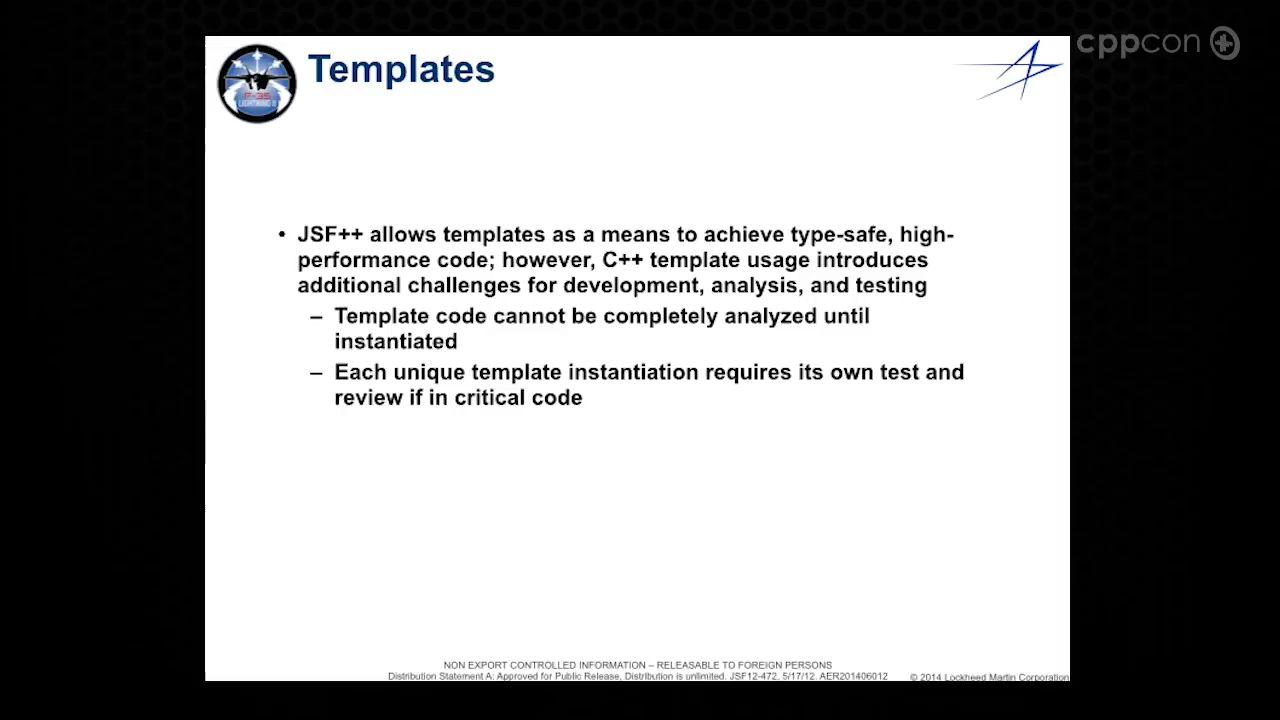 cppcon
Templates
F-35
LIGHTNING II
• JSF++ allows templates as a means to achieve type-safe, high-
performance code; however, C++ template usage introduces
additional challenges for development, analysis, and testing
– Template code cannot be completely analyzed until
instantiated
– Each unique template instantiation requires its own test and
review if in critical code
NON EXPORT CONTROLLED INFORMATION – RELEASABLE TO FOREIGN PERSONS
Distribution Statement A: Approved for Public Release, Distribution is unlimited. JSF12-472, 5/17/12. AER201406012
© 2014 Lockheed Martin Corporation